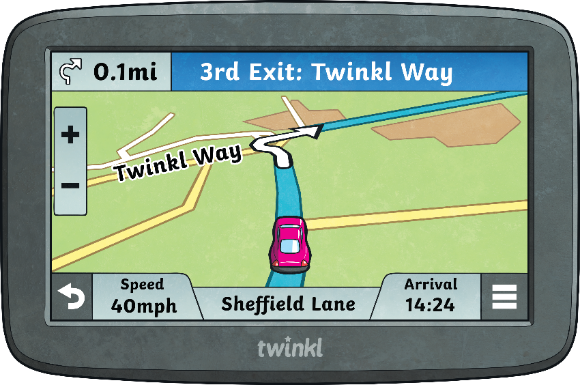 0.1mi
3rd Exit: Twinkl Way
+
Twinkl Way
−
Speed
40mph
Sheffield Lane
Arrival
14:24
twinkl